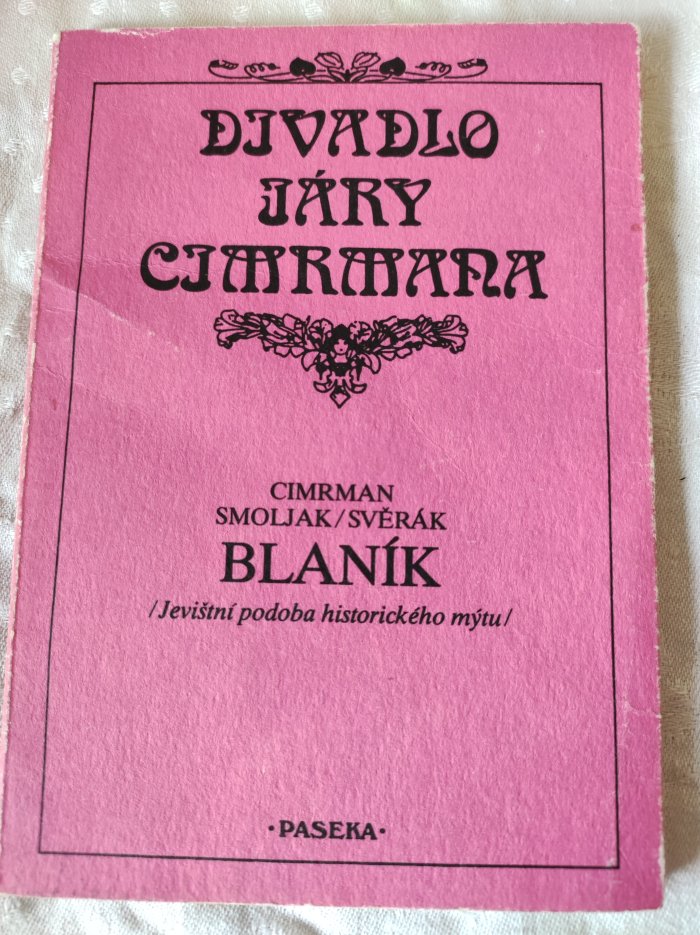 DIVADLO
JÁRY
CIMRMANA
CIMRMAN
SMOLJAK/SVĚRÁK
BLANÍK
/Jevištní podoba historického mýtu/
·PASEKA·